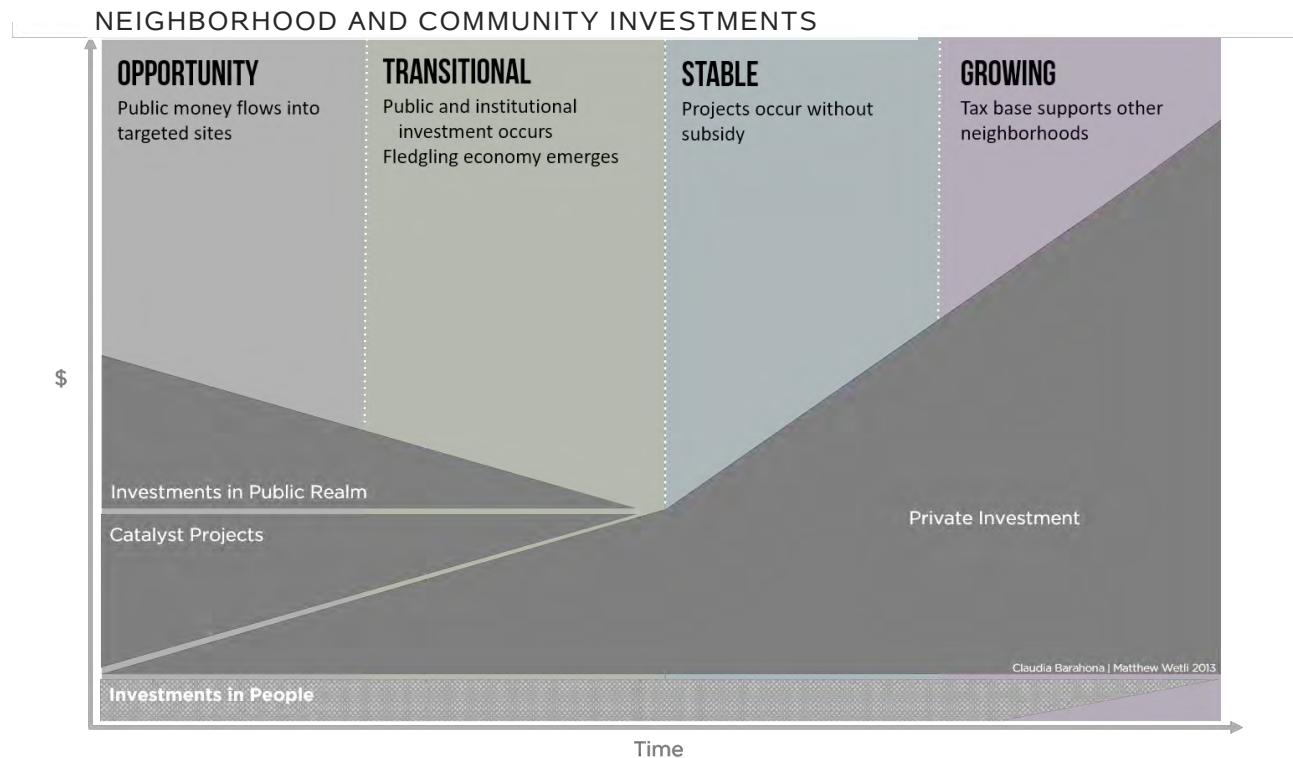 NEIGHBORHOOD AND COMMUNITY INVESTMENTS
OPPORTUNITY
Public money flows into
targeted sites
TRANSITIONAL
Public and institutional
investment occurs
Fledgling economy emerges
STABLE
Projects occur without
subsidy
GROWING
Tax base supports other
neighborhoods
$
Investments in Public Realm
Catalyst Projects
Private Investment
Claudia Barahona | Matthew Wetli 2013
Investments in People
Time